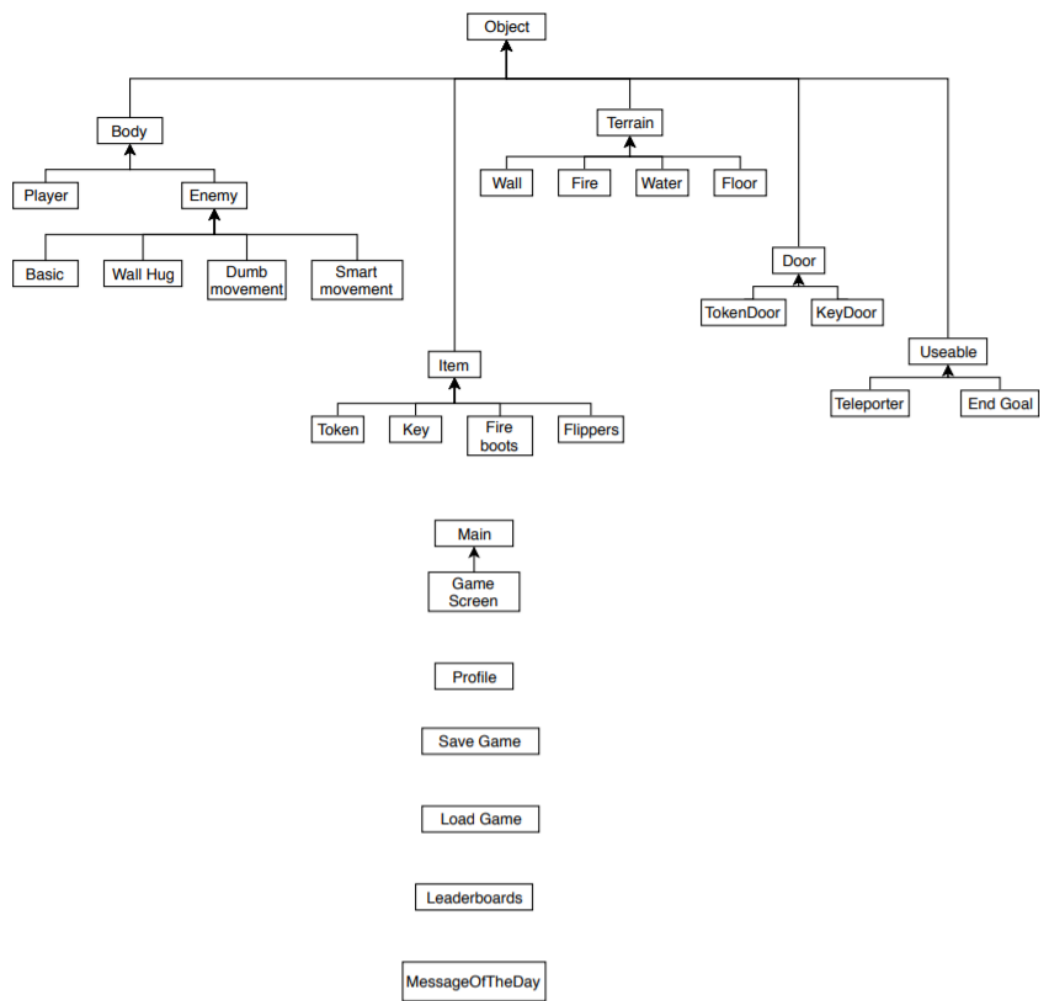 Object
Body
Terrain
Player
Enemy
Wall
Fire
Water
Floor
Basic
Wall Hug
Dumb
movement
Smart
movement
Door
TokenDoor
KeyDoor
Item
Useable
Token
Key
Fire
boots
Flippers
Teleporter
End Goal
Main
Game
Screen
Profile
Save Game
Load Game
Leaderboards
MessageOfTheDay